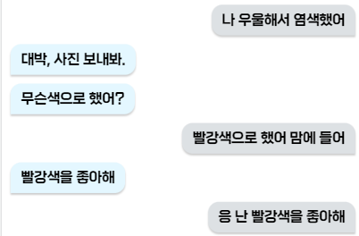 나 우울해서 염색했어
대박, 사진 보내봐.
무슨색으로 했어?
빨강색으로 했어 맘에 들어
빨강색을 좋아해
응 난 빨강색을 좋아해